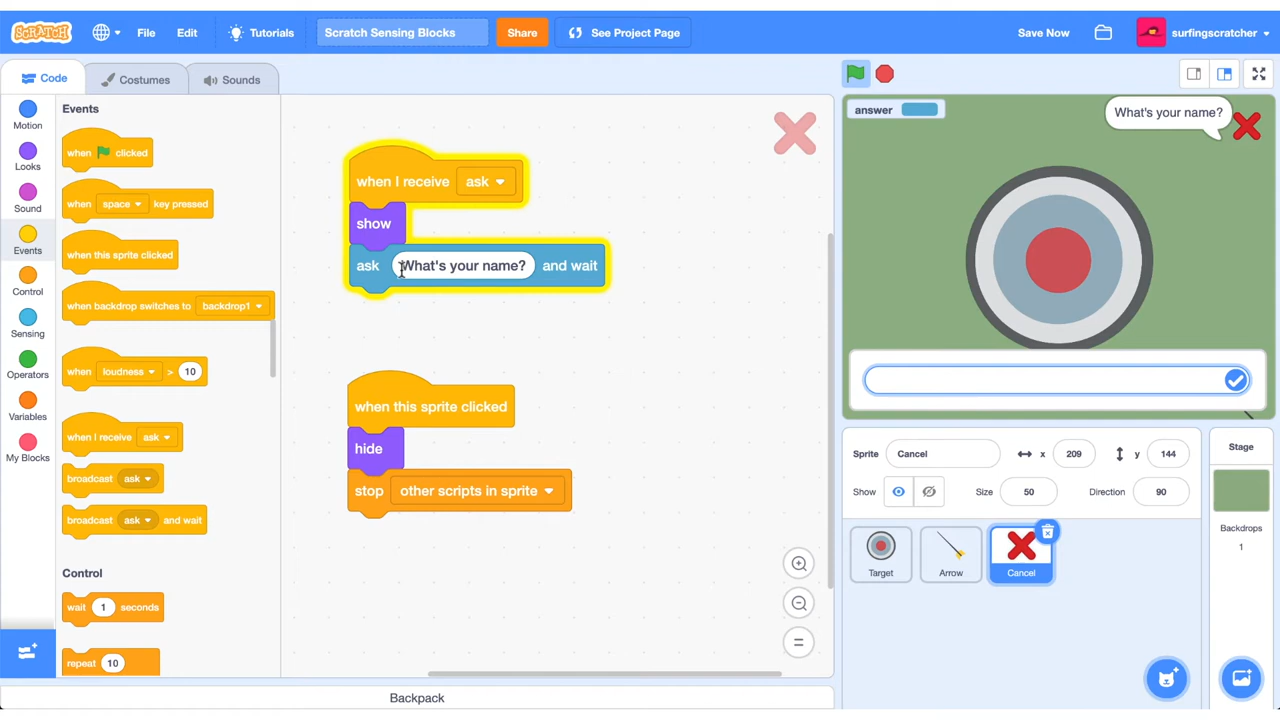 SCRATCH
File
Edit
Tutorials
Scratch Sensing Blocks
Share
See Project Page
Save Now
surfingscratcher
Code
Costumes
Sounds
Motion
Looks
Sound
Events
Control
Sensing
Operators
Variables
My Blocks
Events
when clicked
when space key pressed
when this sprite clicked
when backdrop switches to backdrop1
when loudness > 10
when I receive ask
broadcast ask
broadcast ask and wait
Control
wait 1 seconds
repeat 10
when I receive ask
show
ask What's your name? and wait
when this sprite clicked
hide
stop other scripts in sprite
Backpack
answer
What's your name?
Sprite Cancel x 209 y 144
Show Size 50 Direction 90
Target
Arrow
Cancel
Stage
Backdrops
1